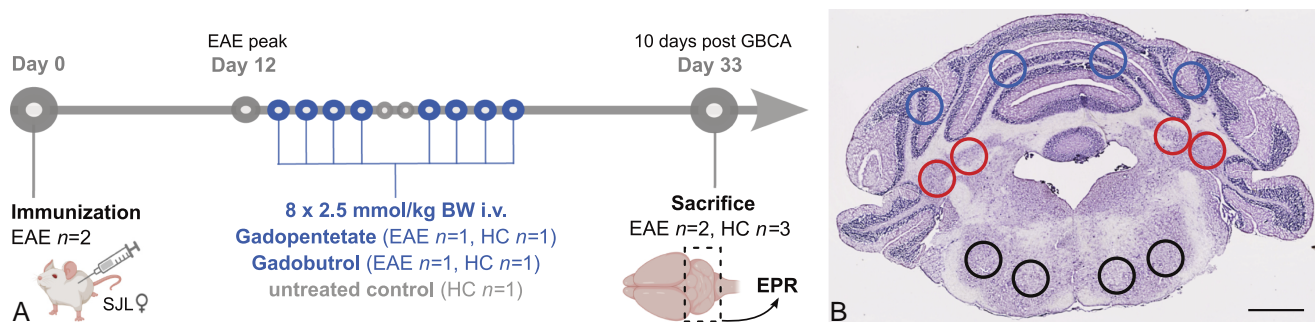 EAE peak
Day 0
Day 12
10 days post GBCA
Day 33
Immunization
EAE n=2
SJL♀
A
8 x 2.5 mmol/kg BW i.v.
Gadopentetate (EAE n=1, HC n=1)
Gadobutrol (EAE n=1, HC n=1)
untreated control (HC n=1)
Sacrifice
EAE n=2, HC n=3
EPR
B